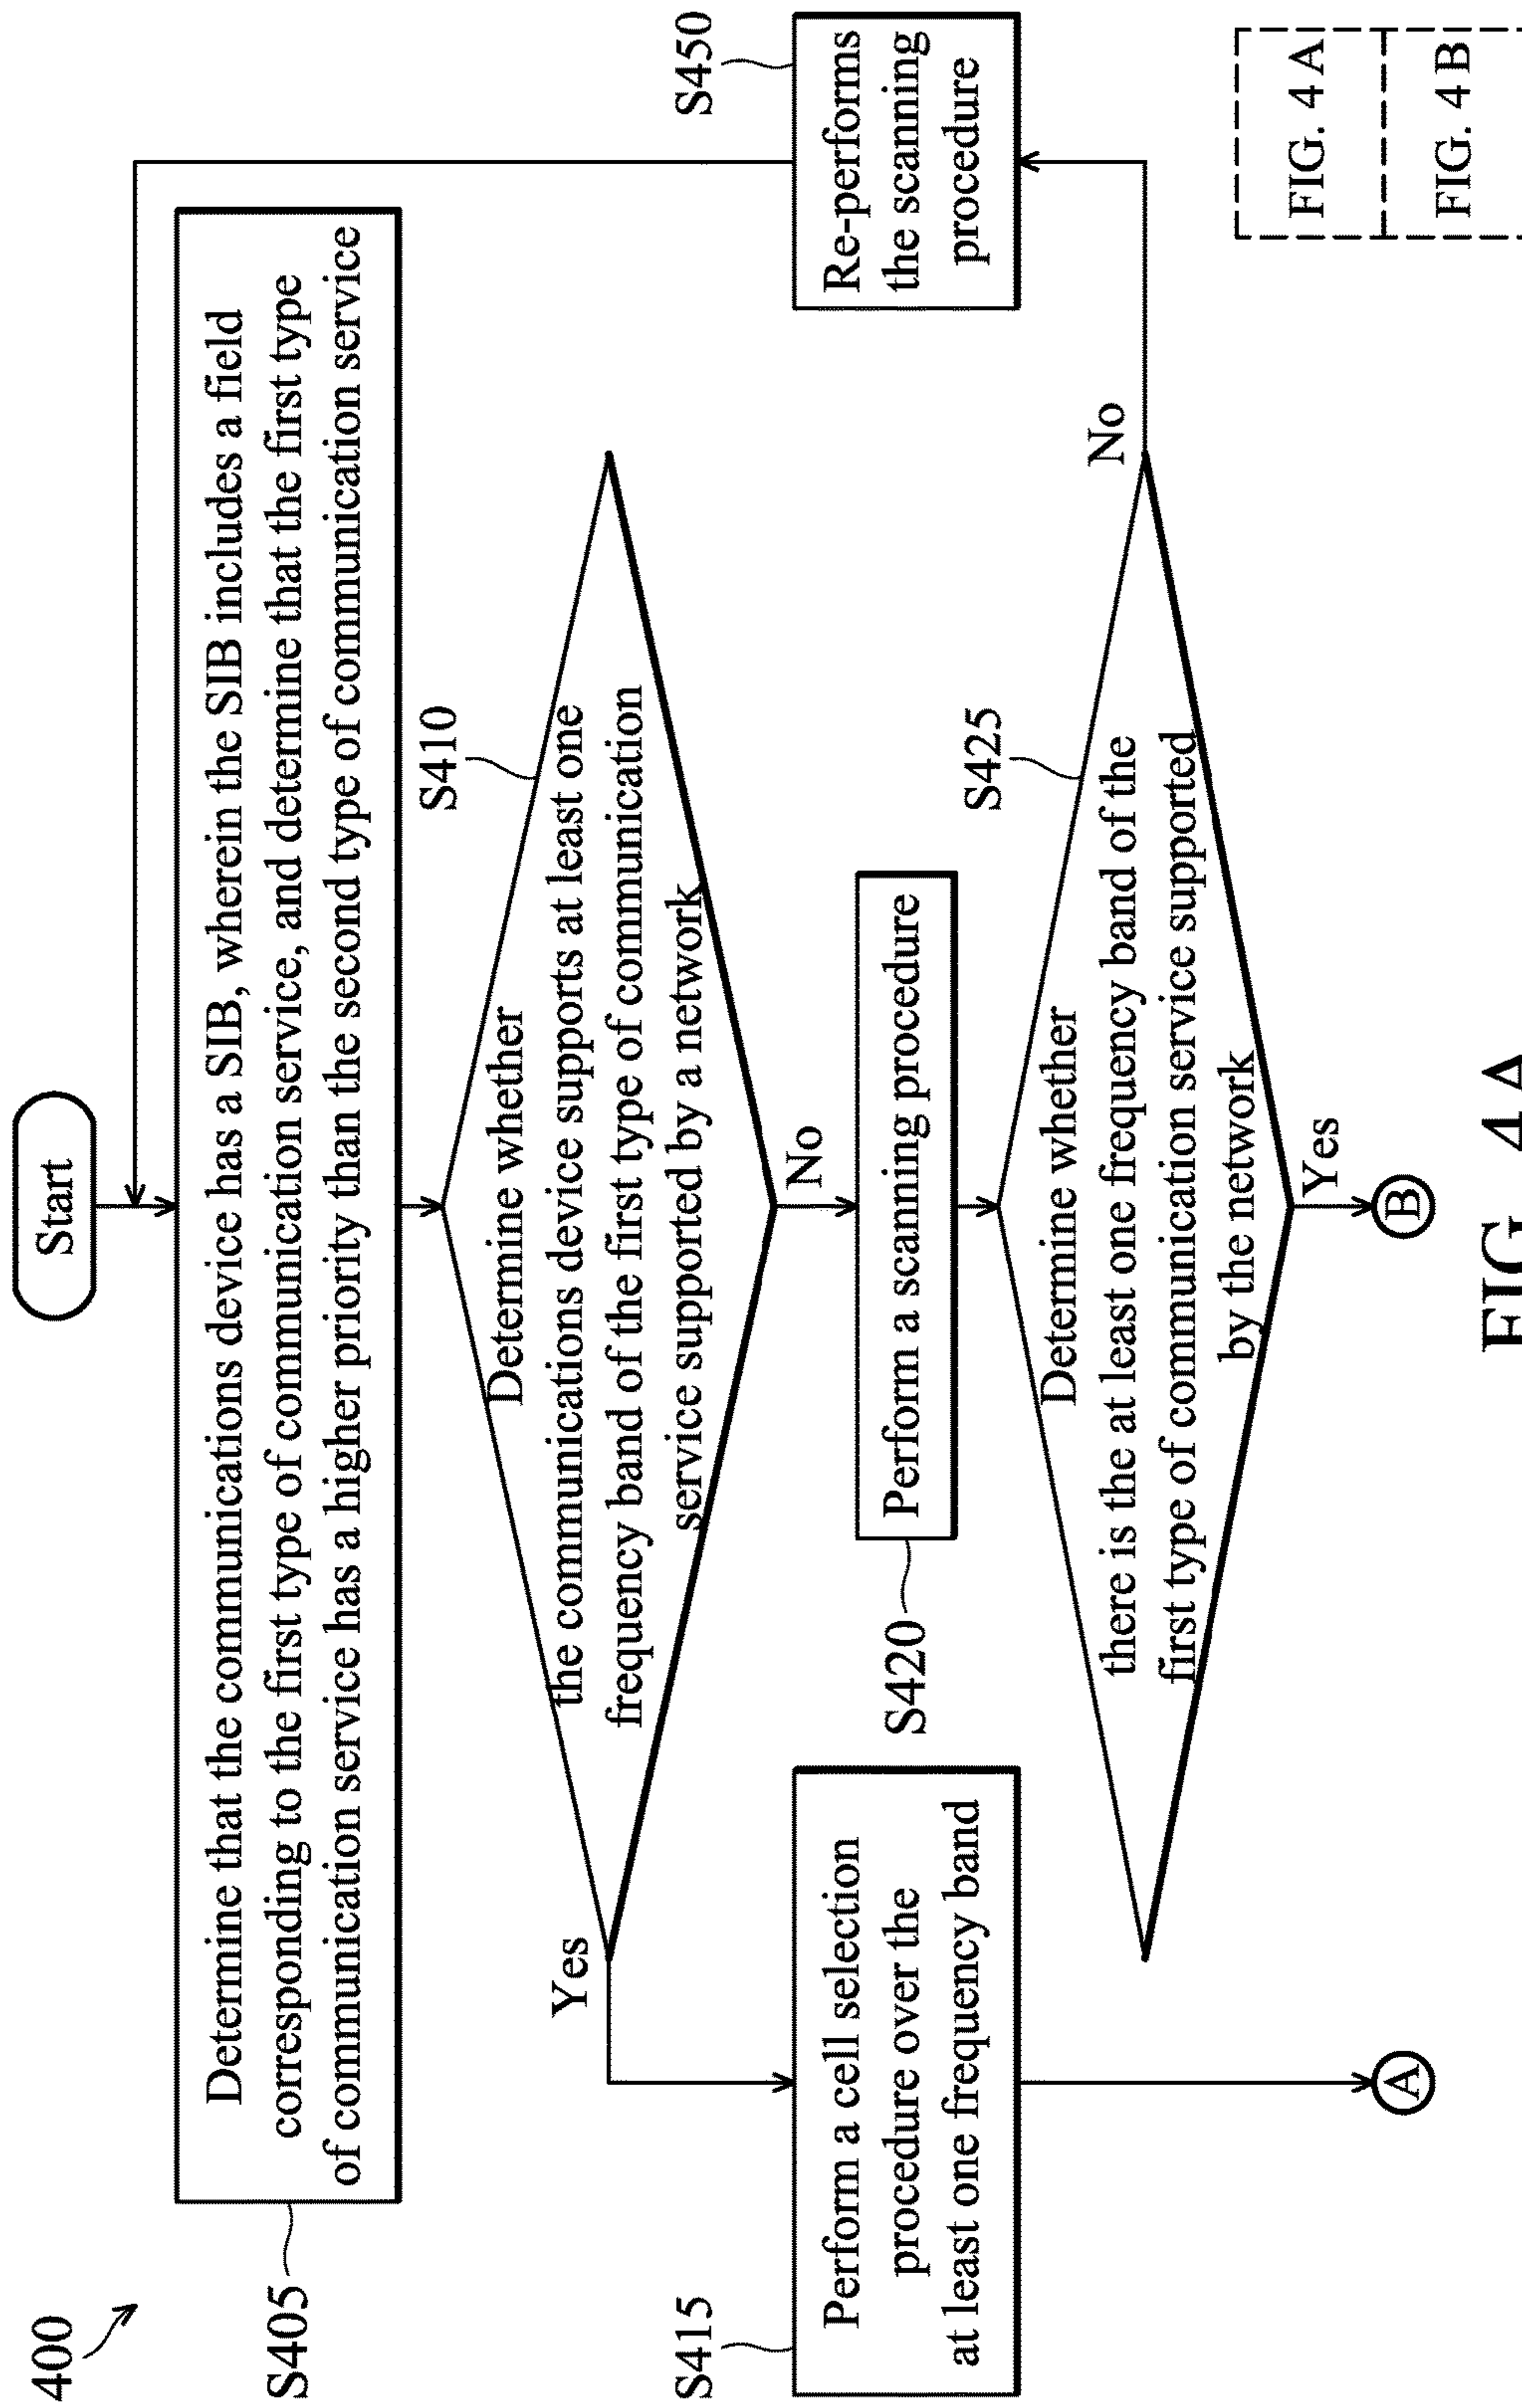 400
Start
S405
Determine that the communications device has a SIB, wherein the SIB includes a field
corresponding to the first type of communication service, and determine that the first type
of communication service has a higher priority than the second type of communication service
S410
Determine whether
the communications device supports at least one
frequency band of the first type of communication
service supported by a network
Yes
No
S415
Perform a cell selection
procedure over the
at least one frequency band
S420
Perform a scanning procedure
S450
Re-performs
the scanning
procedure
S425
Determine whether
there is the at least one frequency band of the
first type of communication service supported
by the network
No
Yes
A
B
FIG. 4A
FIG. 4 A
FIG. 4 B